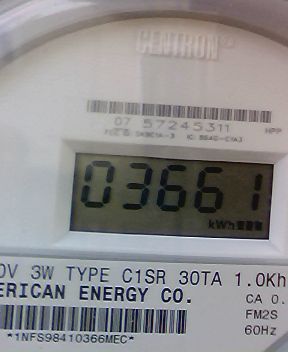 CENTRON
07 57245311
HPP
03661
kWh
0V 3W TYPE C1SR 30TA 1.0Kh
ERICAN ENERGY CO.
CA 0.
FM2S
60Hz
*1NFS98410366MEC*